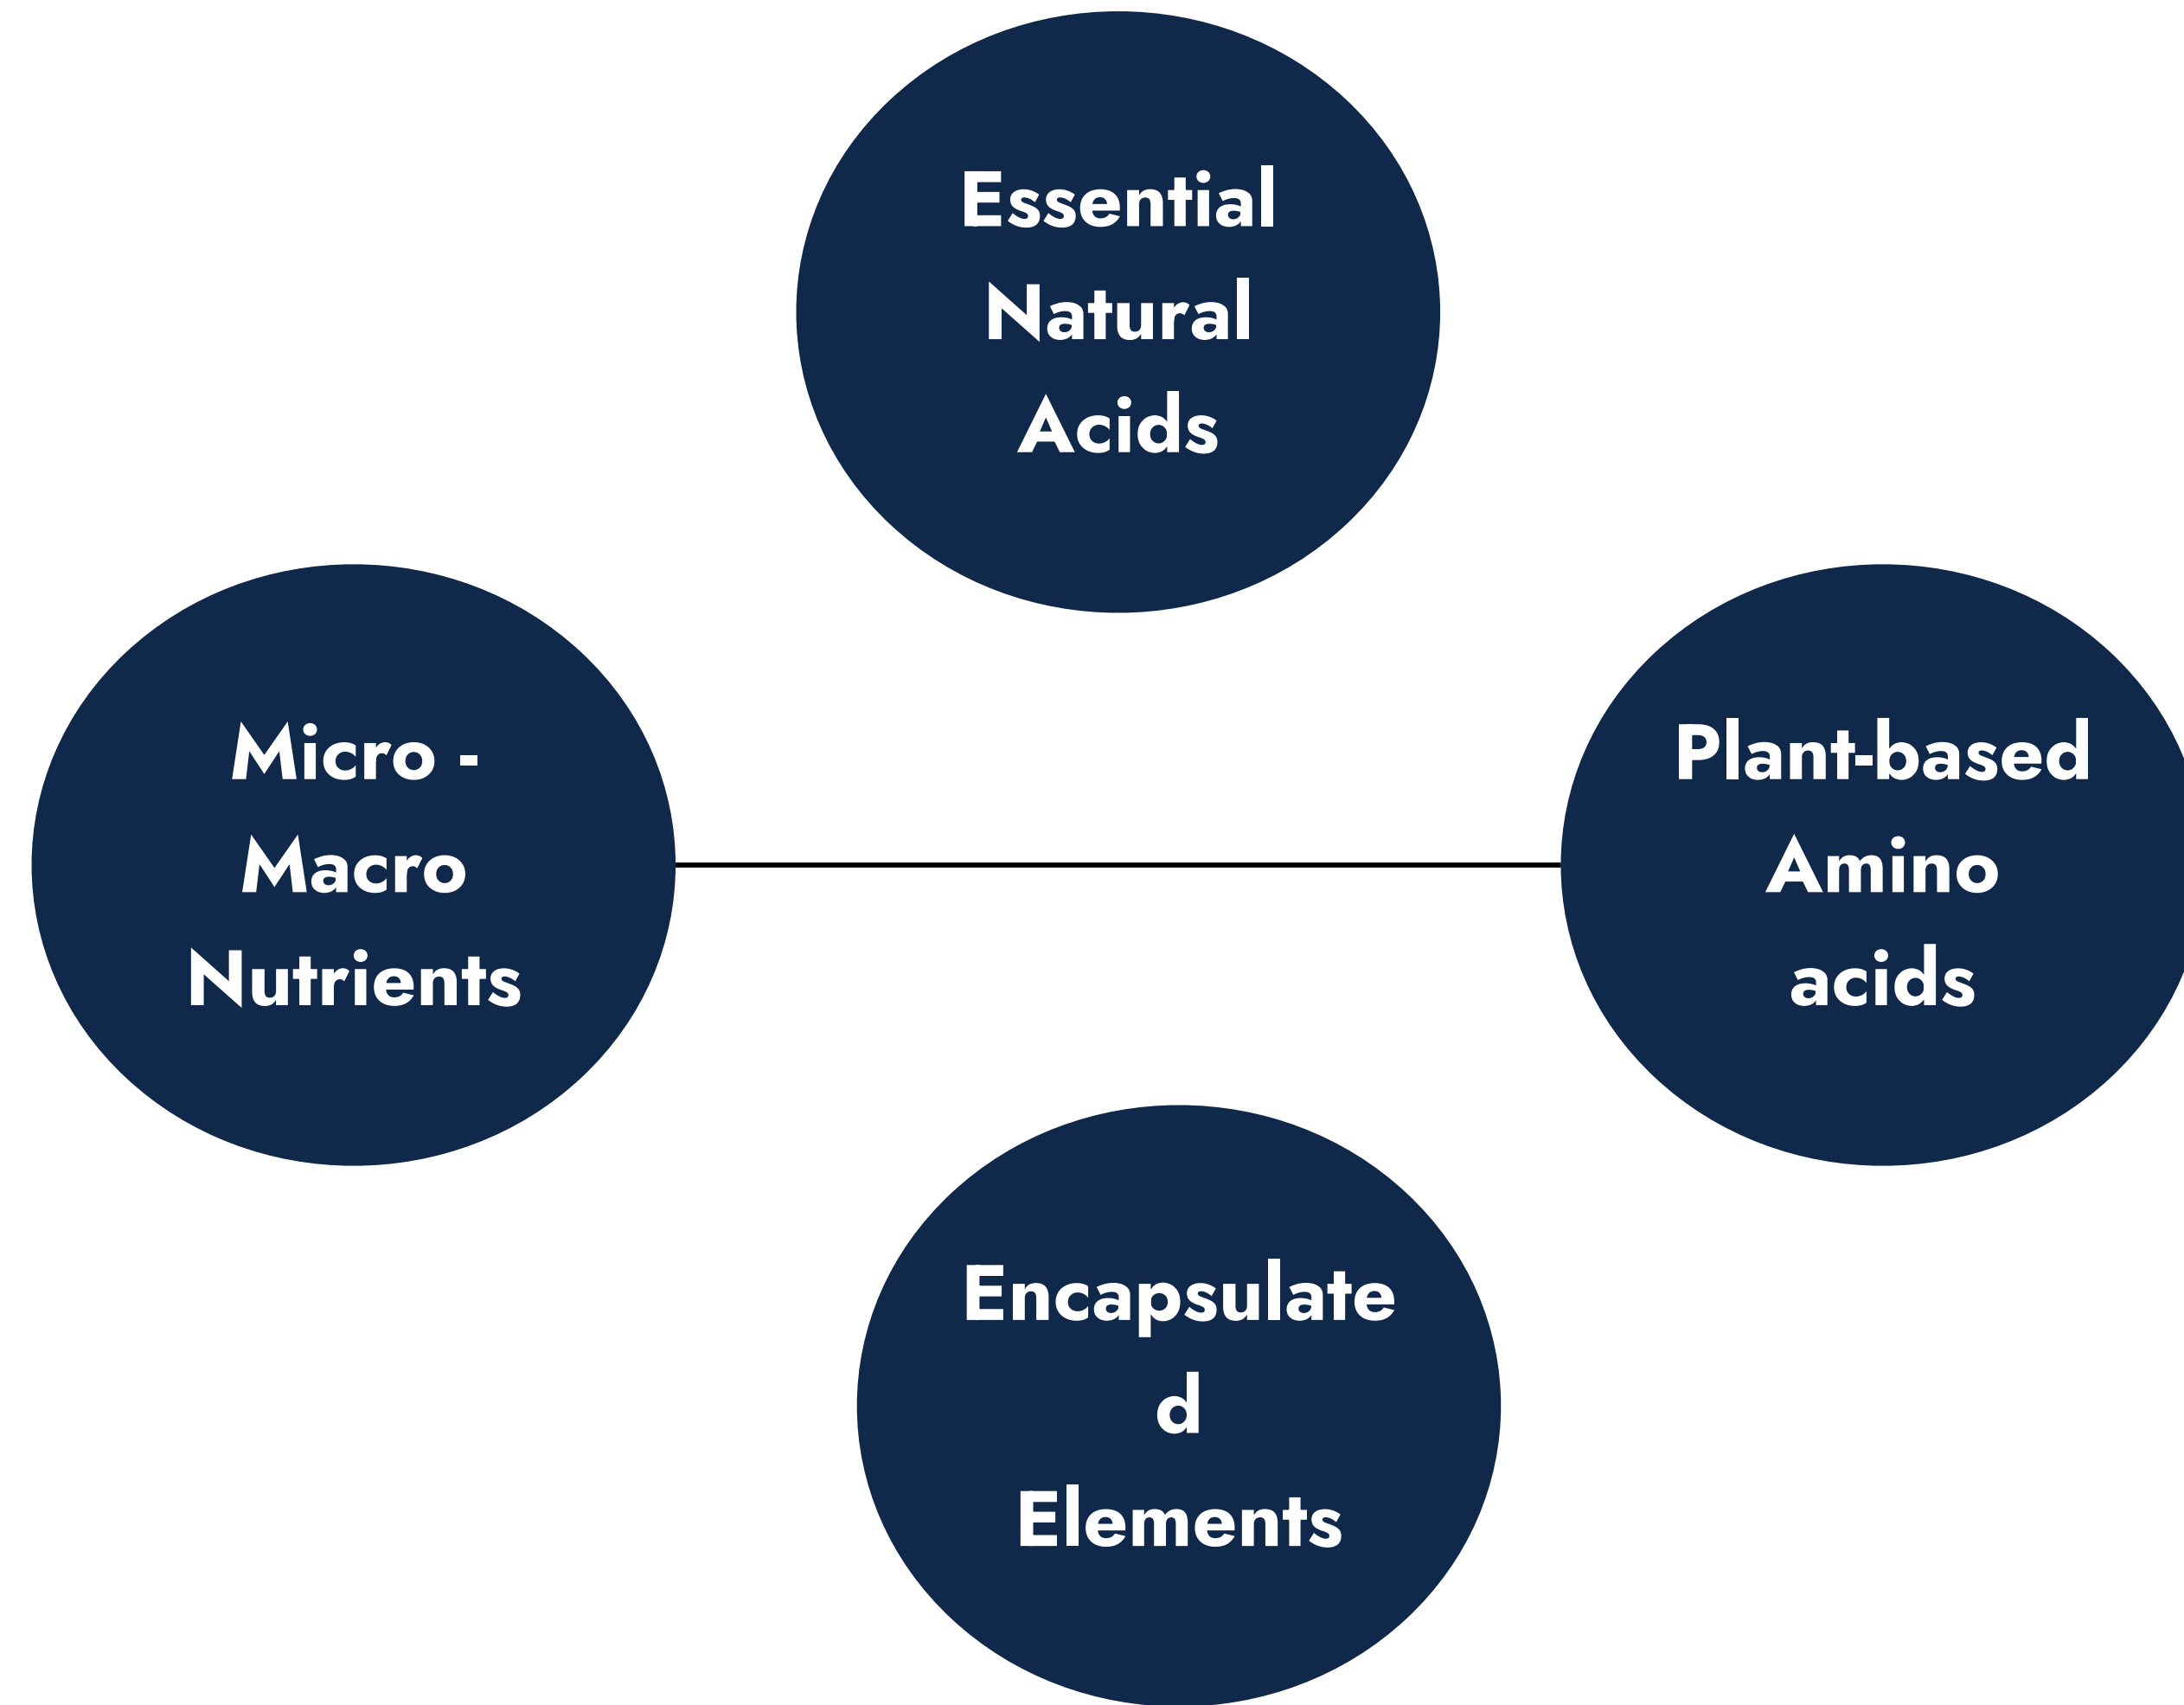 Essential
Natural
Acids
Micro -
Macro
Nutrients
Plant-based
Amino
acids
Encapsulate
d
Elements